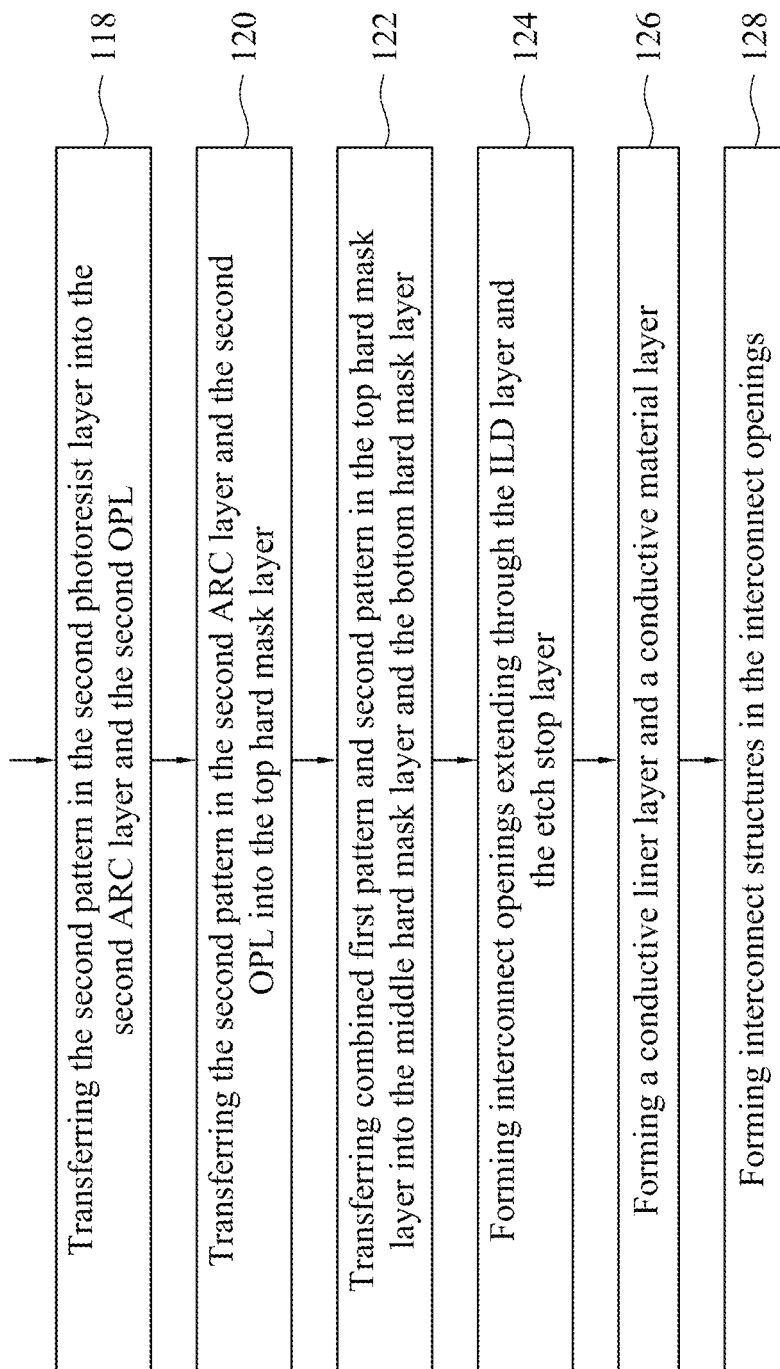 Transferring the second pattern in the second photoresist layer into the
second ARC layer and the second OPL
118
Transferring the second pattern in the second ARC layer and the second
OPL into the top hard mask layer
120
Transferring combined first pattern and second pattern in the top hard mask
layer into the middle hard mask layer and the bottom hard mask layer
122
Forming interconnect openings extending through the ILD layer and
the etch stop layer
124
Forming a conductive liner layer and a conductive material layer
126
Forming interconnect structures in the interconnect openings
128